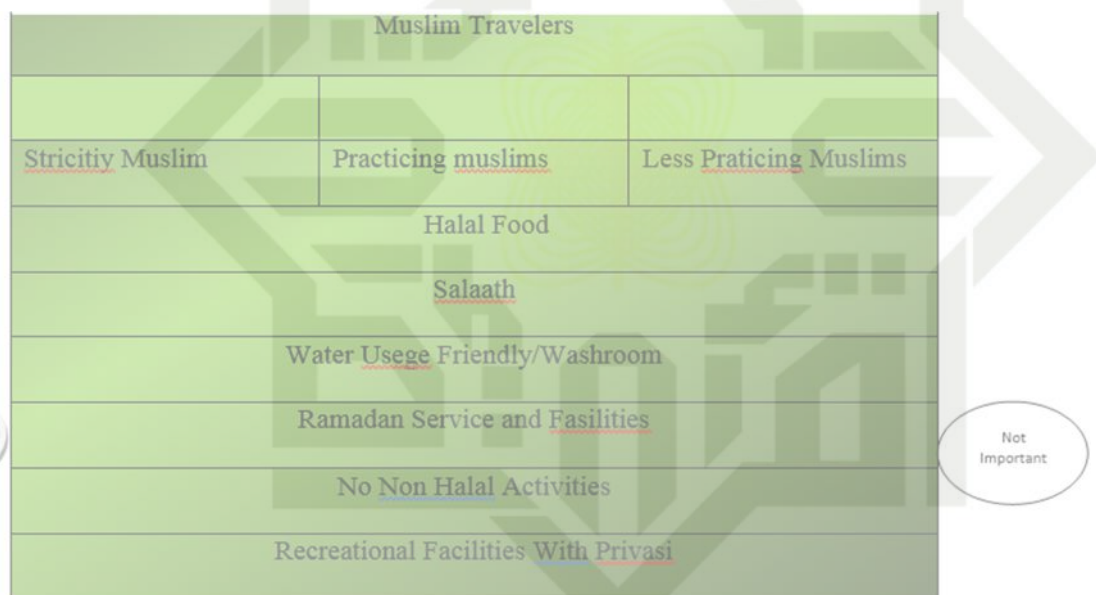 Muslim Travelers
Stricitiy Muslim
Practicing muslims
Less Praticing Muslims
Halal Food
Salaath
Water Usege Friendly/Washroom
Ramadan Service and Fasilities
Not
Important
No Non Halal Activities
Recreational Facilities With Privasi